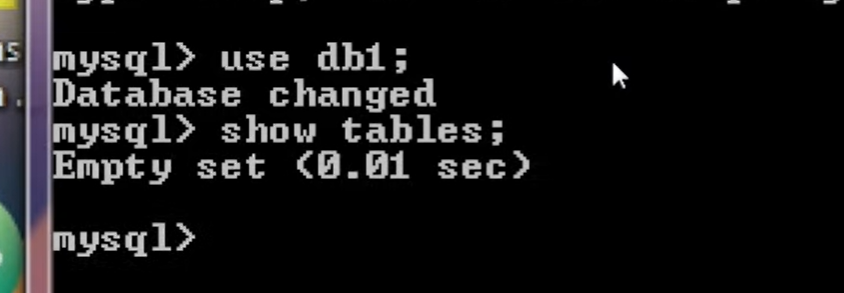 mysql> use db1;
Database changed
mysql> show tables;
Empty set (0.01 sec)
mysql>